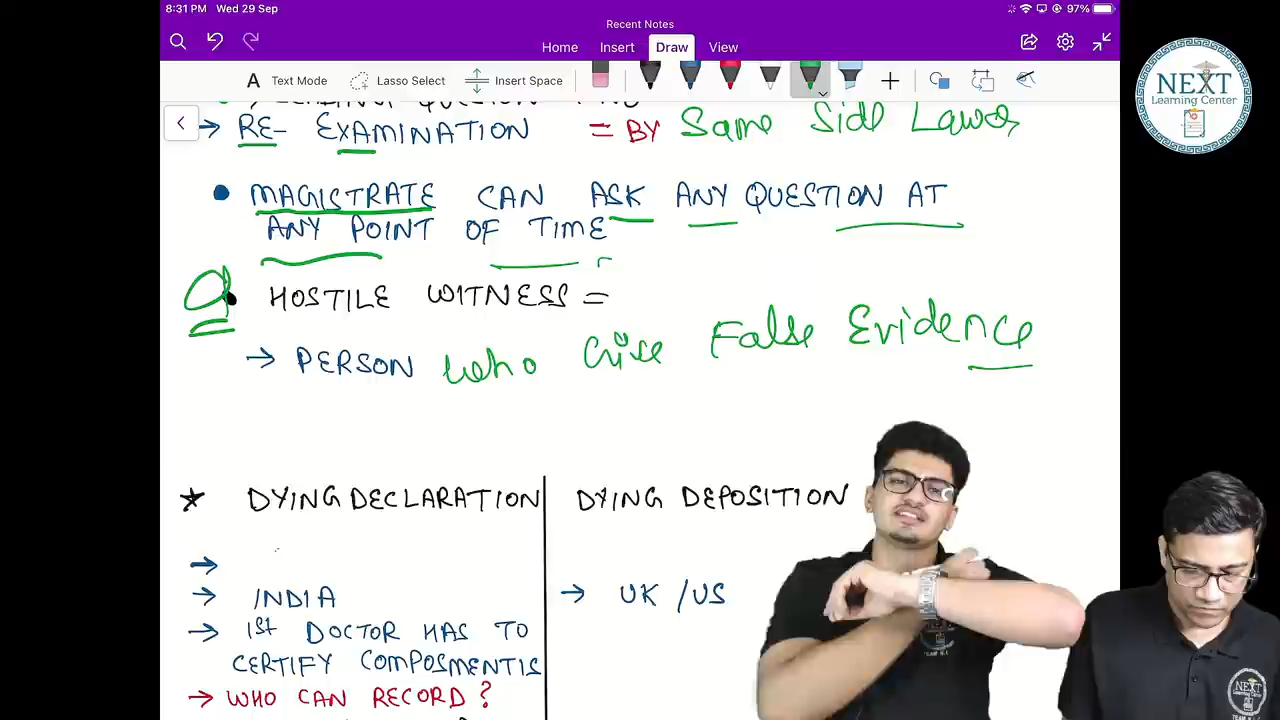 8:31 PM Wed 29 Sep
97%
Recent Notes
Home Insert Draw View
Text Mode Lasso Select Insert Space
NEXT
Learning Center
QUESTION
→ RE- EXAMINATION = BY Same Side
• MAGISTRATE CAN ASK ANY QUESTION AT
ANY POINT OF TIME
Q
HOSTILE WITNESS =
→ PERSON who Give False Evidence
★ DYING DECLARATION DYING DEPOSITION
→
→ INDIA → UK /US
→ 1st DOCTOR HAS TO
CERTIFY COMPOSMENTIS
→ WHO CAN RECORD?
NEXT